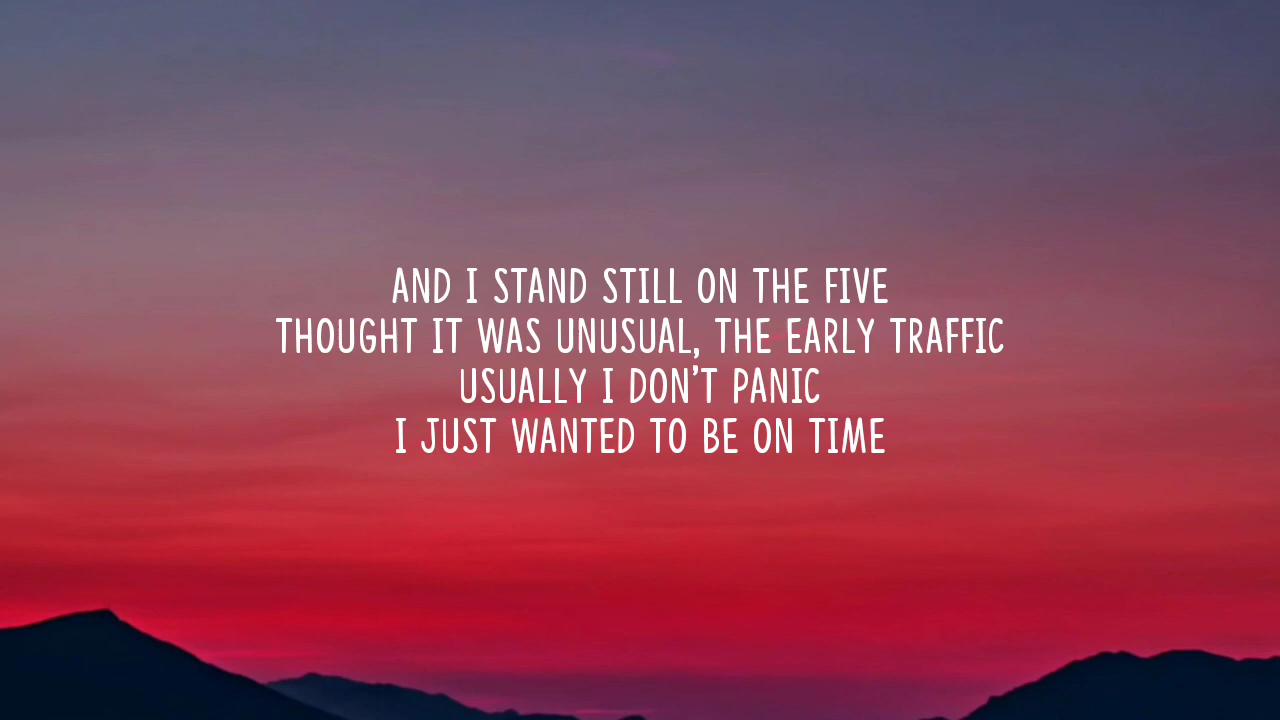 AND I STAND STILL ON THE FIVE
THOUGHT IT WAS UNUSUAL, THE EARLY TRAFFIC
USUALLY I DON'T PANIC
I JUST WANTED TO BE ON TIME